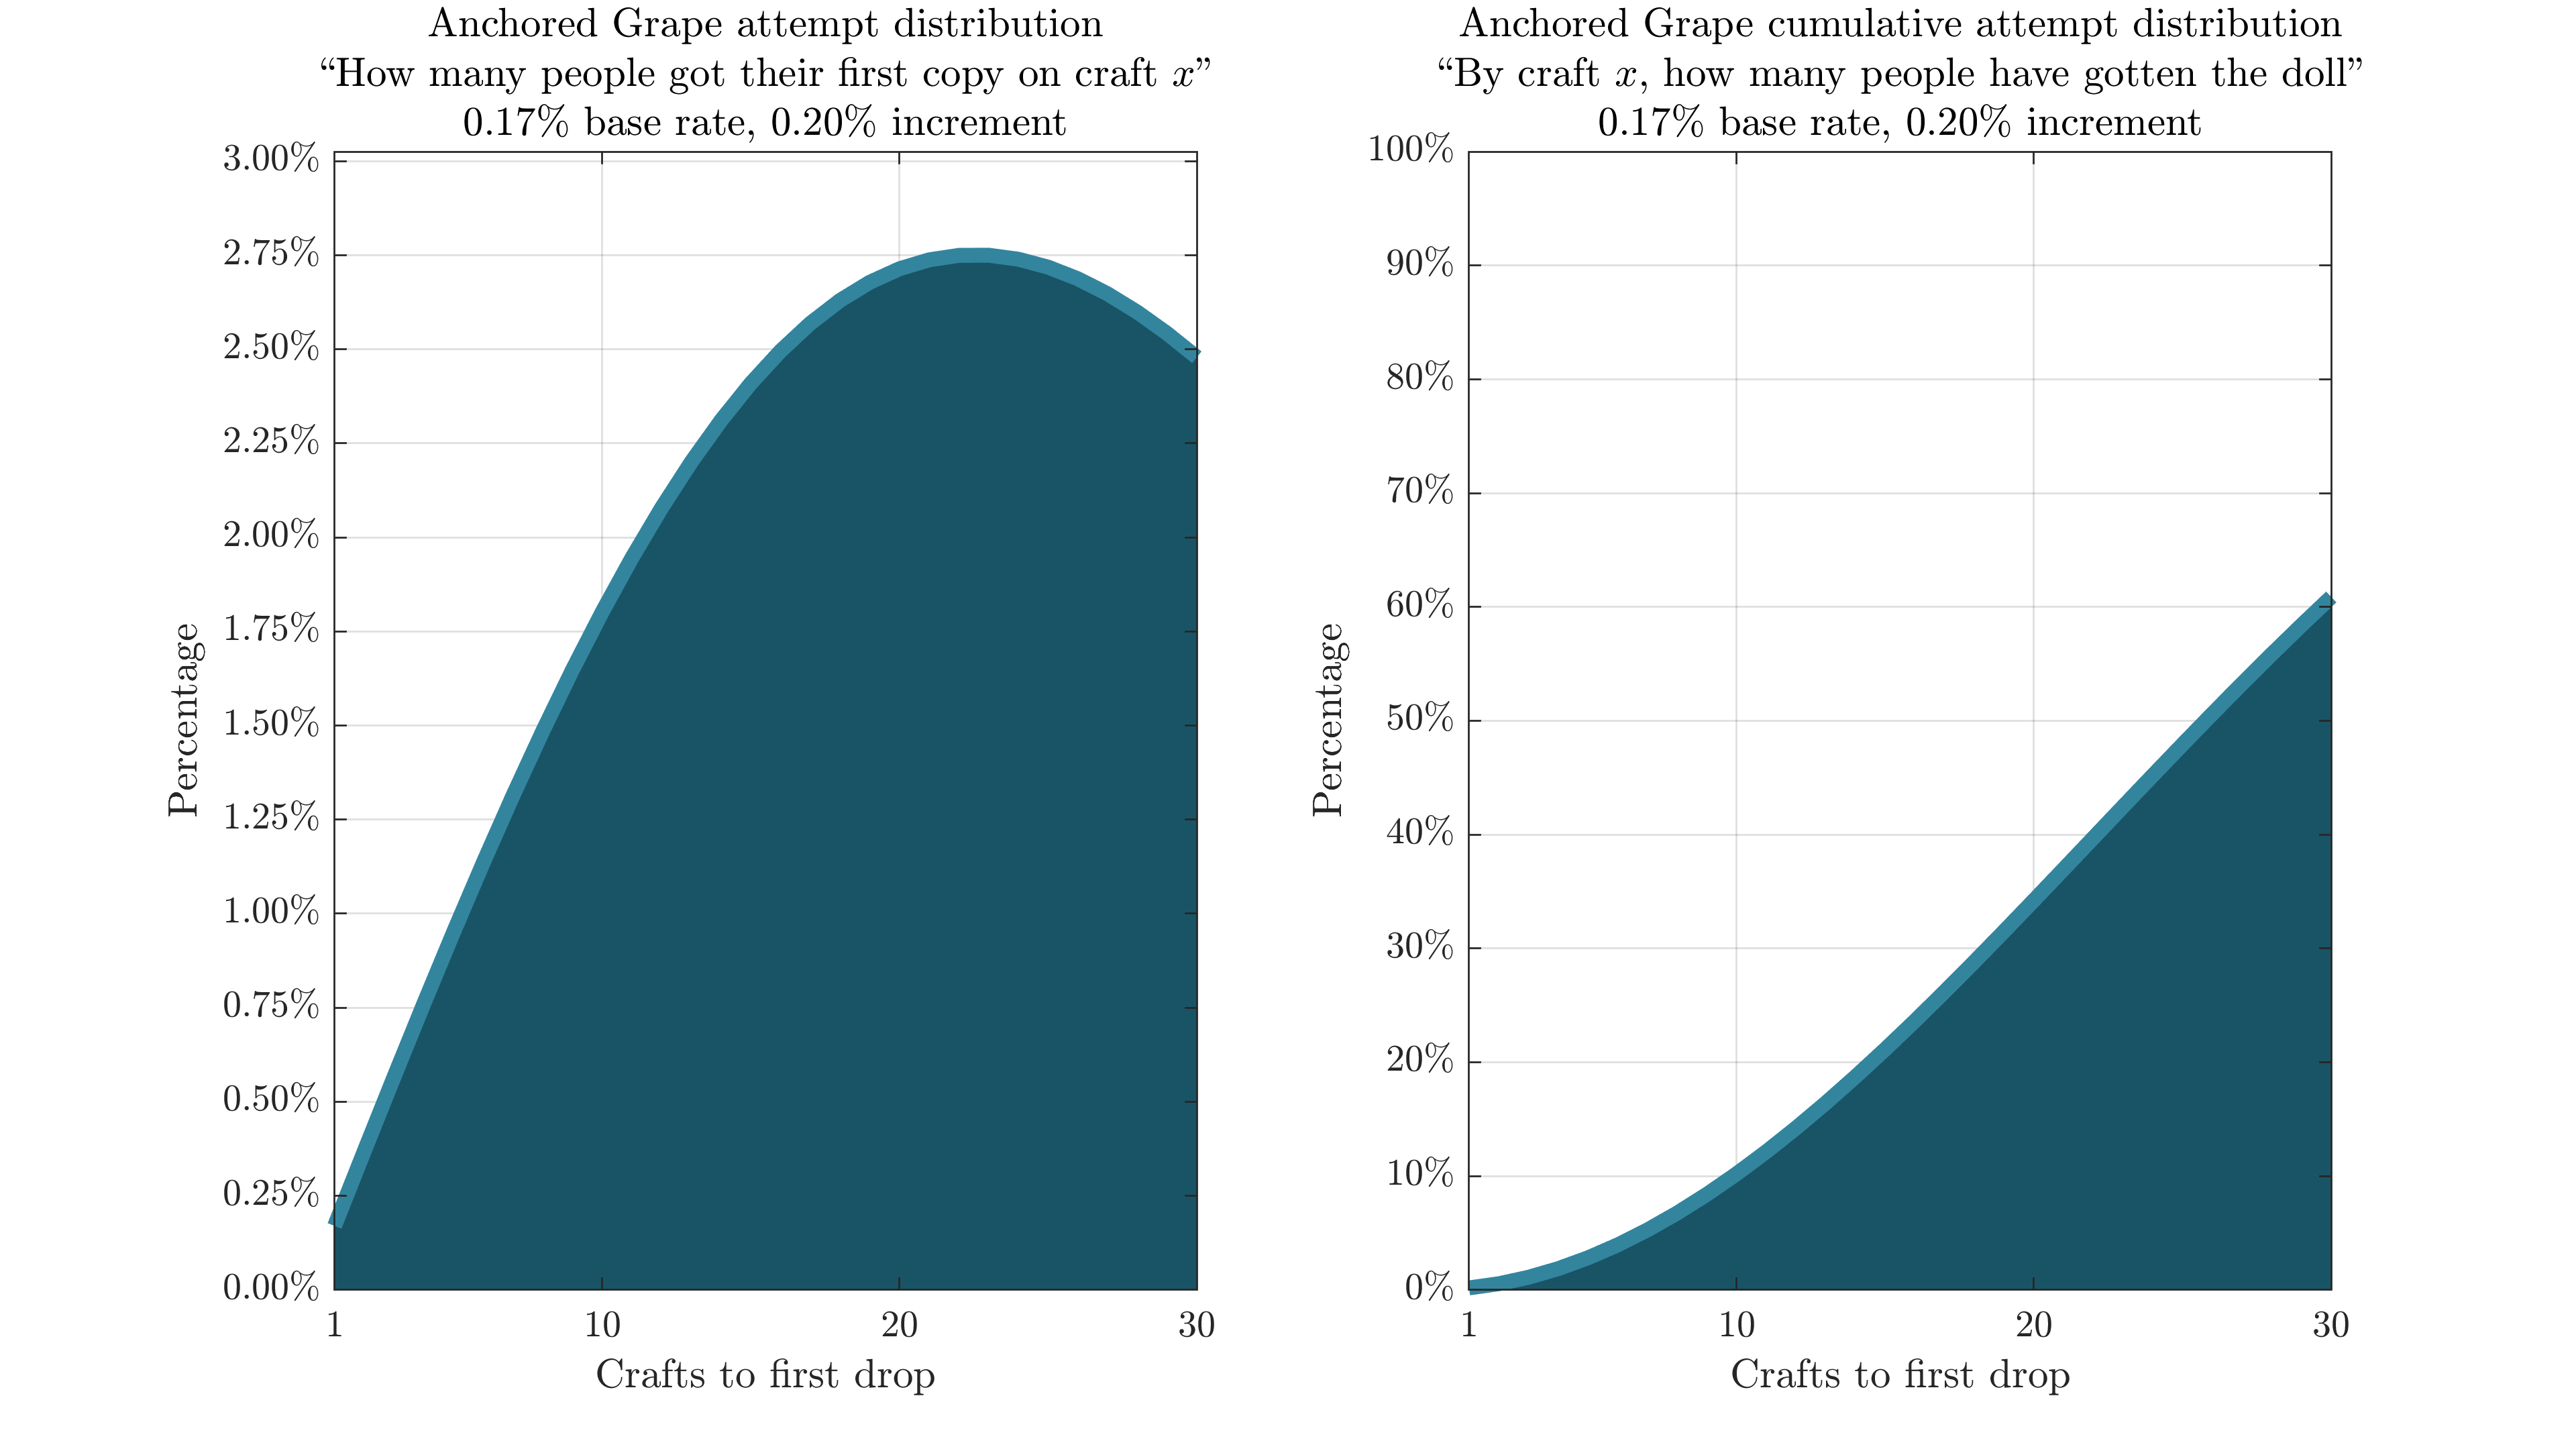 Anchored Grape attempt distribution
“How many people got their first copy on craft x”
0.17% base rate, 0.20% increment
3.00%
2.75%
2.50%
2.25%
2.00%
1.75%
1.50%
1.25%
1.00%
0.75%
0.50%
0.25%
0.00%
Percentage
1 10 20 30
Crafts to first drop
Anchored Grape cumulative attempt distribution
“By craft x, how many people have gotten the doll”
0.17% base rate, 0.20% increment
100%
90%
80%
70%
60%
50%
40%
30%
20%
10%
0%
Percentage
1 10 20 30
Crafts to first drop